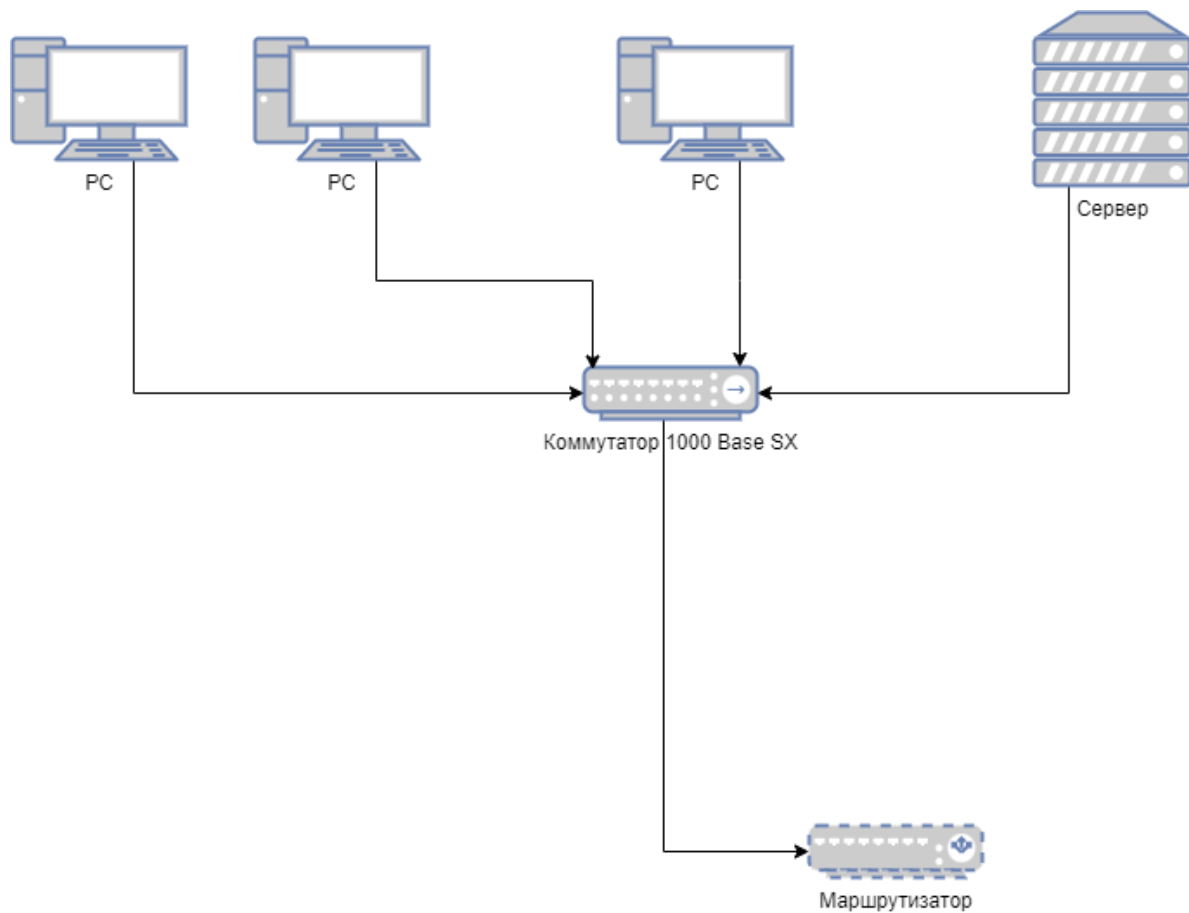 PC
PC
PC
Сервер
Коммутатор 1000 Base SX
Маршрутизатор